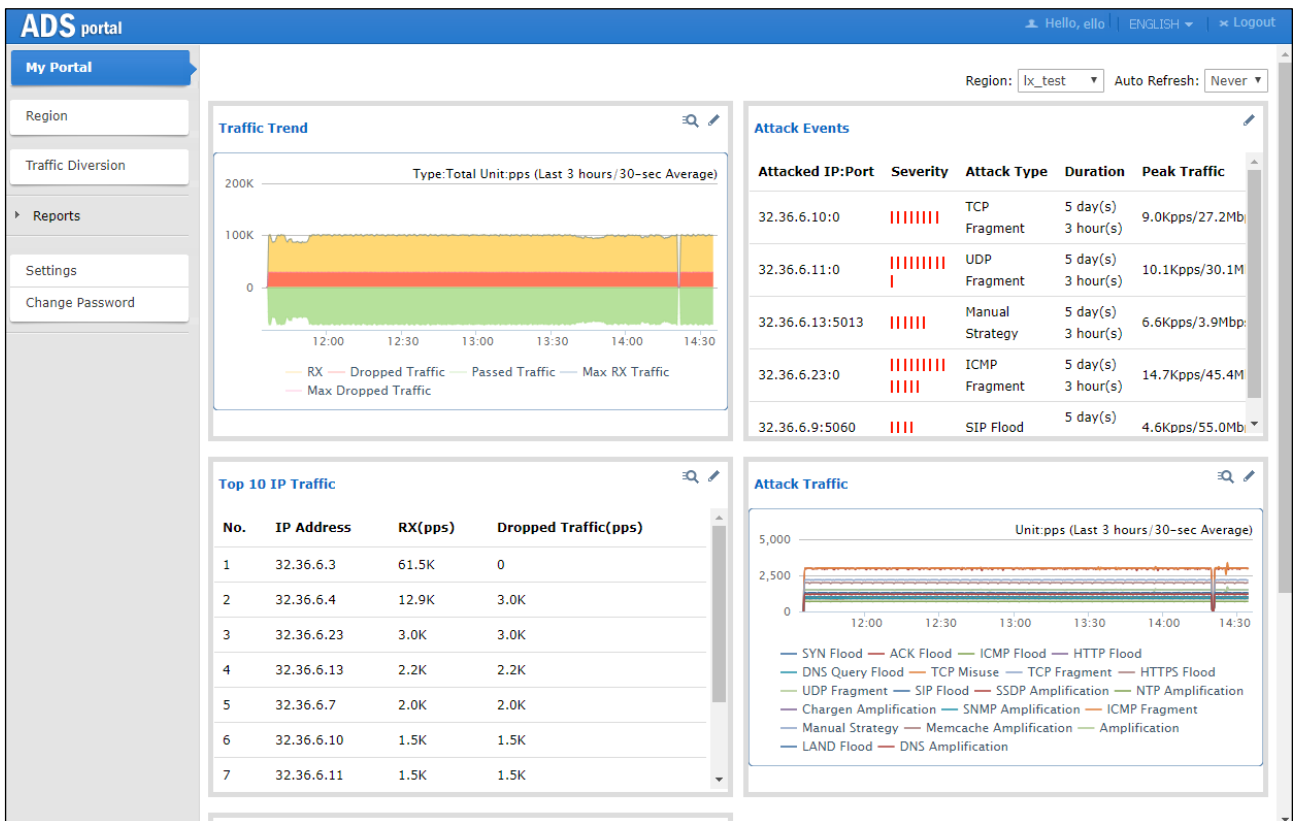 ADS portal
Hello, ello ENGLISH × Logout
My Portal
Region
Traffic Diversion
Reports
Settings
Change Password
Region: lx_test Auto Refresh: Never
Traffic Trend
Type:Total Unit:pps (Last 3 hours/30-sec Average)
200K
100K
0
12:00 12:30 13:00 13:30 14:00 14:30
RX Dropped Traffic Passed Traffic Max RX Traffic
Max Dropped Traffic
Attack Events
Attacked IP:Port Severity Attack Type Duration Peak Traffic
32.36.6.10:0 TCP Fragment 5 day(s) 3 hour(s) 9.0Kpps/27.2Mb
32.36.6.11:0 UDP Fragment 5 day(s) 3 hour(s) 10.1Kpps/30.1M
32.36.6.13:5013 Manual Strategy 5 day(s) 3 hour(s) 6.6Kpps/3.9Mbp
32.36.6.23:0 ICMP Fragment 5 day(s) 3 hour(s) 14.7Kpps/45.4M
32.36.6.9:5060 SIP Flood 5 day(s) 4.6Kpps/55.0Mb
Top 10 IP Traffic
No. IP Address RX(pps) Dropped Traffic(pps)
1 32.36.6.3 61.5K 0
2 32.36.6.4 12.9K 3.0K
3 32.36.6.23 3.0K 3.0K
4 32.36.6.13 2.2K 2.2K
5 32.36.6.7 2.0K 2.0K
6 32.36.6.10 1.5K 1.5K
7 32.36.6.11 1.5K 1.5K
Attack Traffic
Unit:pps (Last 3 hours/30-sec Average)
5,000
2,500
0
12:00 12:30 13:00 13:30 14:00 14:30
SYN Flood ACK Flood ICMP Flood HTTP Flood
DNS Query Flood TCP Misuse TCP Fragment HTTPS Flood
UDP Fragment SIP Flood SSDP Amplification NTP Amplification
Chargen Amplification SNMP Amplification ICMP Fragment
Manual Strategy Memcache Amplification Amplification
LAND Flood DNS Amplification